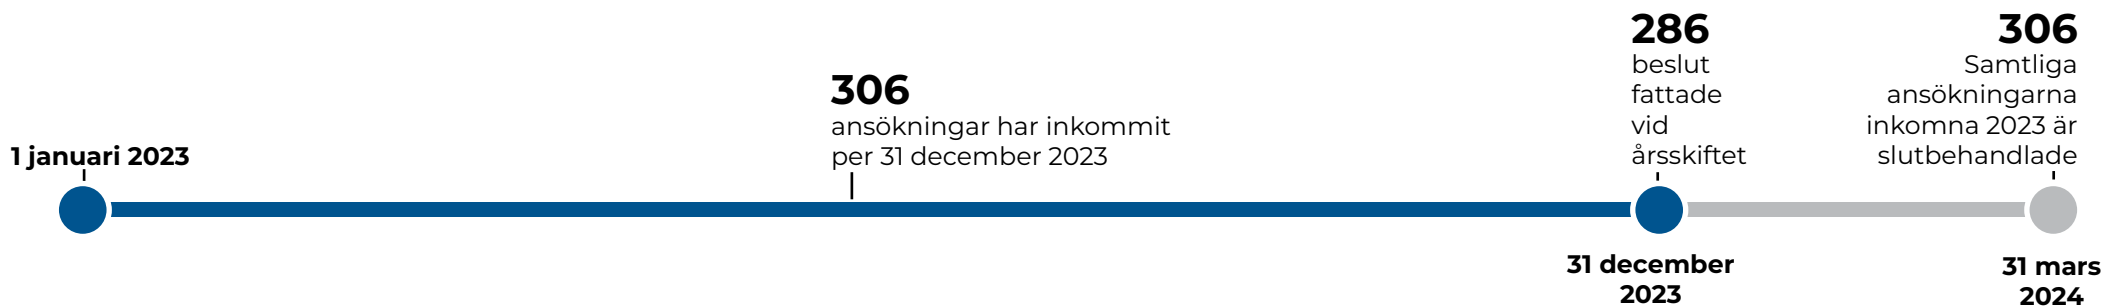 1 januari 2023
306
ansökningar har inkommit
per 31 december 2023
286
beslut
fattade
vid
årsskiftet
31 december
2023
306
Samtliga
ansökningarna
inkomna 2023 är
slutbehandlade
31 mars
2024